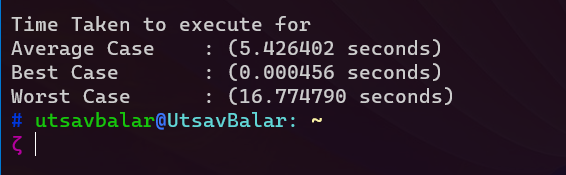 Time Taken to execute for
Average Case    : (5.426402 seconds)
Best Case       : (0.000456 seconds)
Worst Case      : (16.774790 seconds)
# utsavbalar@UtsavBalar: ~
ζ